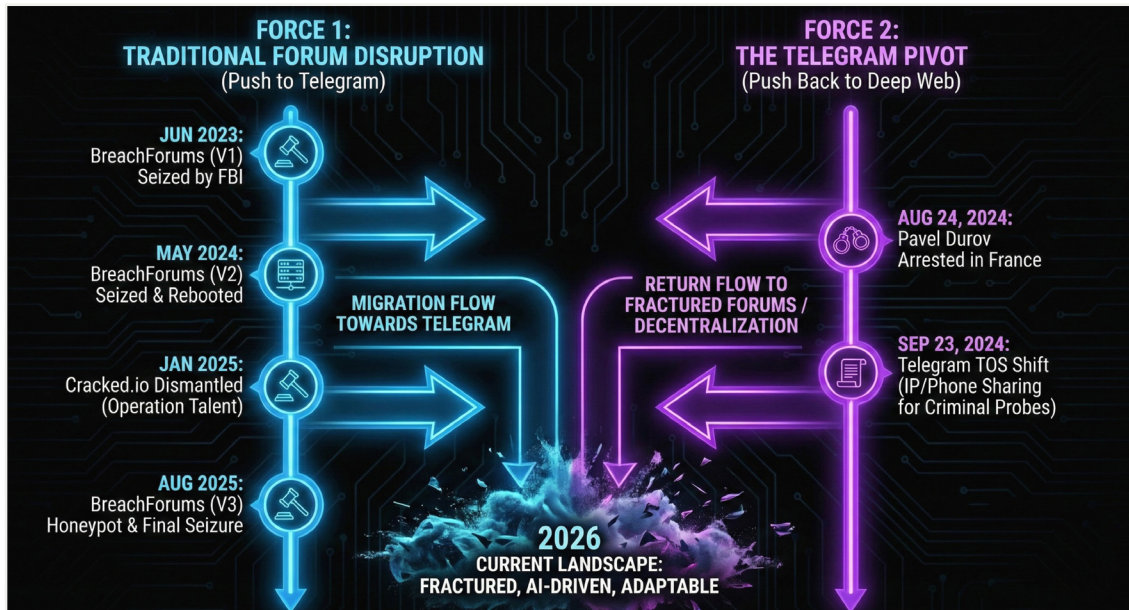 FORCE 1:
TRADITIONAL FORUM DISRUPTION
(Push to Telegram)
JUN 2023:
BreachForums (V1)
Seized by FBI
MAY 2024:
BreachForums (V2)
Seized & Rebooted
JAN 2025:
Cracked.io Dismantled
(Operation Talent)
AUG 2025:
BreachForums (V3)
Honeypot & Final Seizure
MIGRATION FLOW
TOWARDS TELEGRAM
FORCE 2:
THE TELEGRAM PIVOT
(Push Back to Deep Web)
AUG 24, 2024:
Pavel Durov
Arrested in France
SEP 23, 2024:
Telegram TOS Shift
(IP/Phone Sharing
for Criminal Probes)
RETURN FLOW TO
FRACTURED FORUMS /
DECENTRALIZATION
2026
CURRENT LANDSCAPE:
FRACTURED, AI-DRIVEN, ADAPTABLE